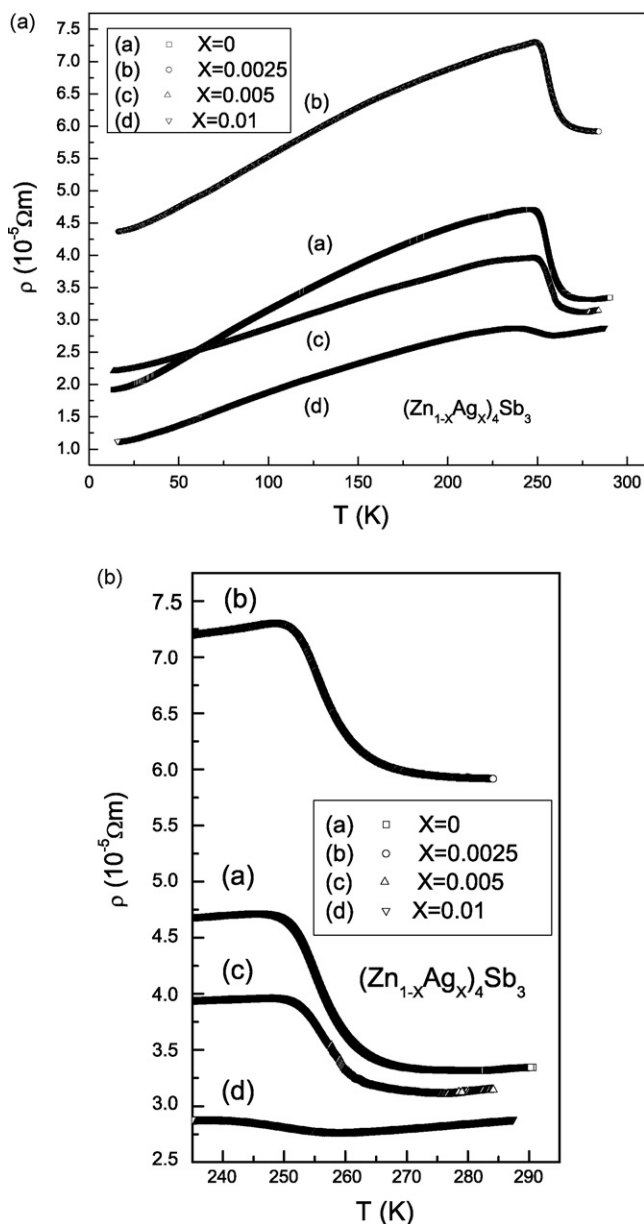 (a)
7.5
7.0
6.5
6.0
5.5
5.0
4.5
4.0
3.5
3.0
2.5
2.0
1.5
1.0
ρ (10⁻⁵Ωm)
(a) □ X=0
(b) ○ X=0.0025
(c) △ X=0.005
(d) ▽ X=0.01
(b)
(a)
(c)
(d)
(Zn₁₋ₓAgₓ)₄Sb₃
0 50 100 150 200 250 300
T (K)
(b)
7.5
7.0
6.5
6.0
5.5
5.0
4.5
4.0
3.5
3.0
2.5
ρ (10⁻⁵Ωm)
(b)
(a) □ X=0
(b) ○ X=0.0025
(c) △ X=0.005
(d) ▽ X=0.01
(a)
(c)
(Zn₁₋ₓAgₓ)₄Sb₃
(d)
240 250 260 270 280 290
T (K)